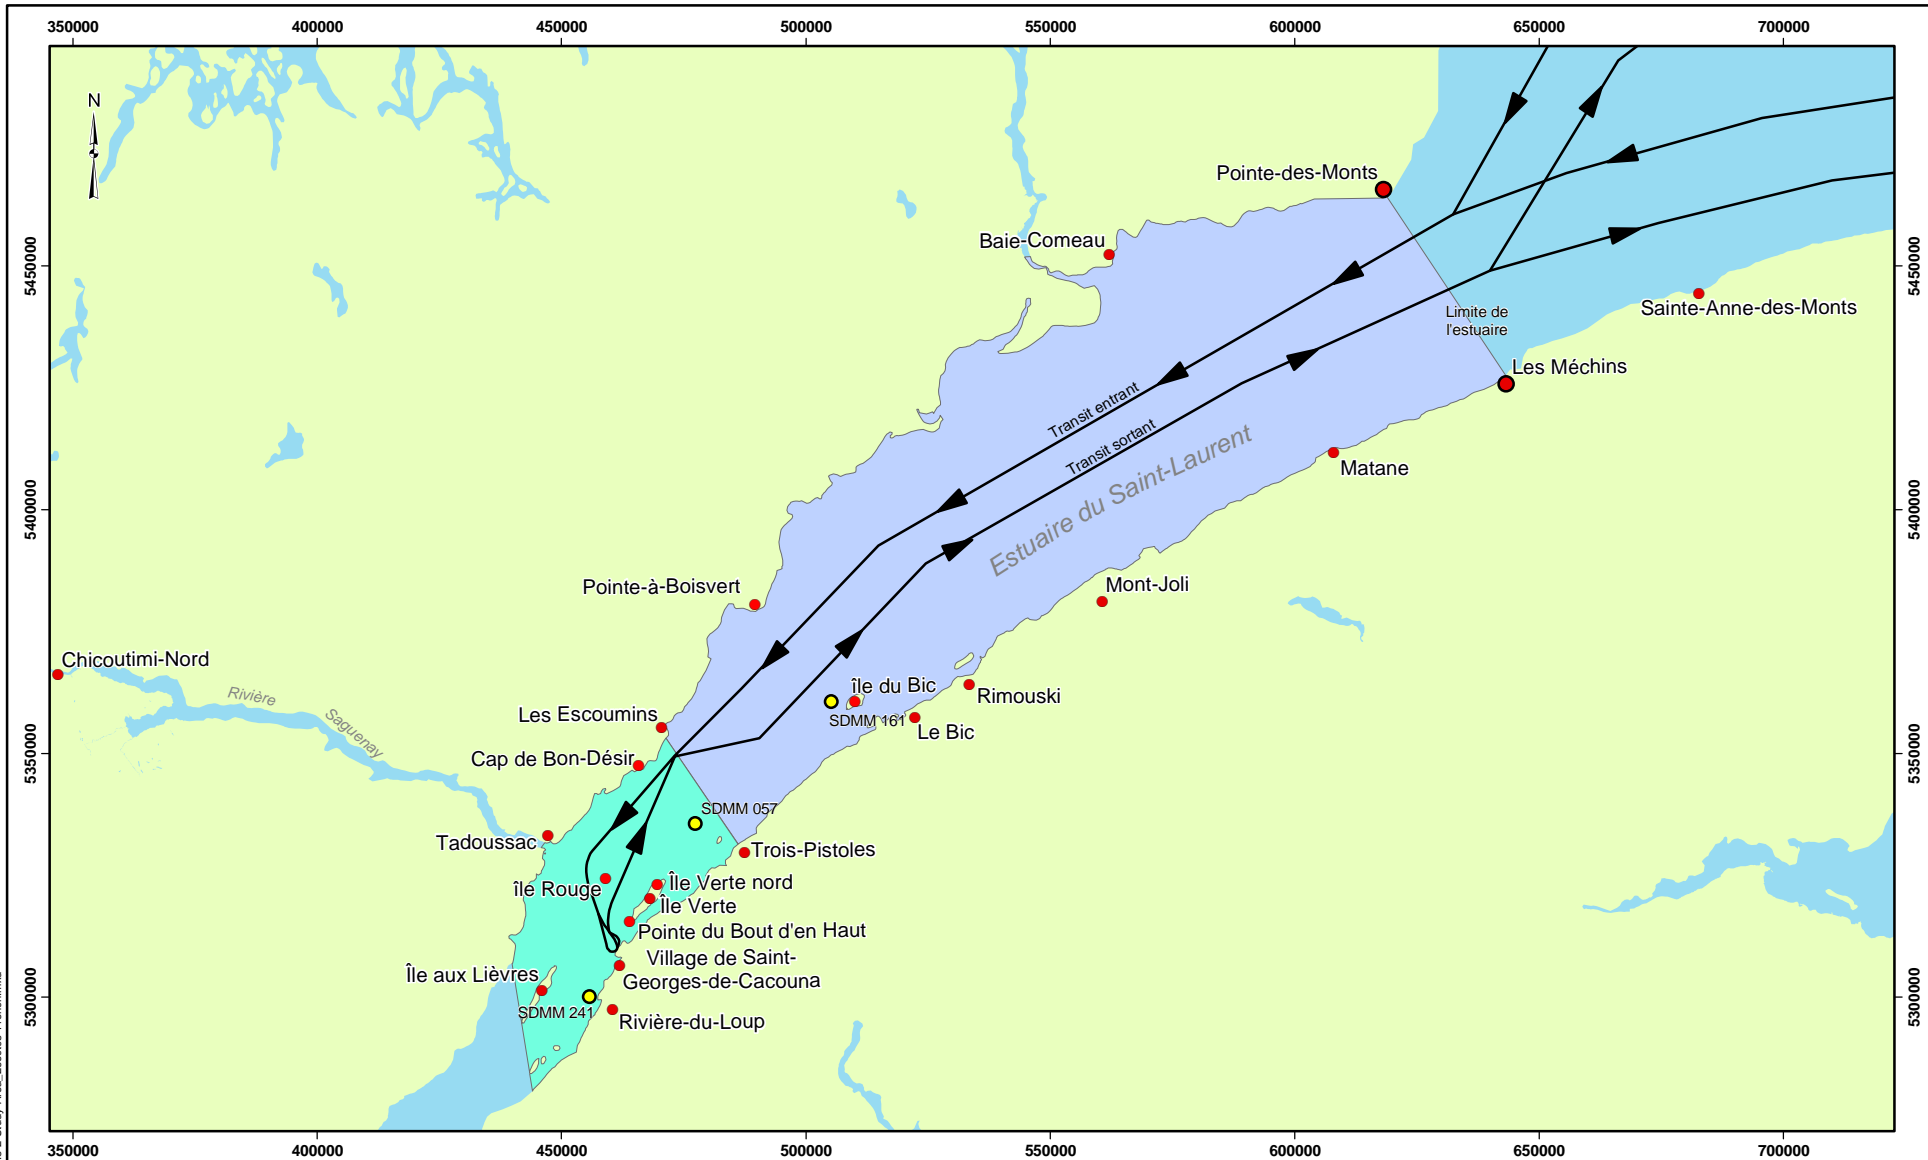 350000 400000 450000 500000 550000 600000 650000 700000
N
Pointe-des-Monts
Baie-Comeau
5450000
5450000
Sainte-Anne-des-Monts
Limite de
l'estuaire
Les Méchins
Transit entrant
Transit sortant
Estuaire du Saint-Laurent
Matane
5400000
5400000
Pointe-à-Boisvert
Mont-Joli
Chicoutimi-Nord
Rivière
Saguenay
île du Bic
SDMM 161
Rimouski
Le Bic
Les Escoumins
Cap de Bon-Désir
5350000
5350000
SDMM 057
Tadoussac
Trois-Pistoles
île Rouge
Île Verte nord
Île Verte
Pointe du Bout d'en Haut
Village de Saint-
Georges-de-Cacouna
Île aux Lièvres
SDMM 241
Rivière-du-Loup
5300000
5300000
350000 400000 450000 500000 550000 600000 650000 700000